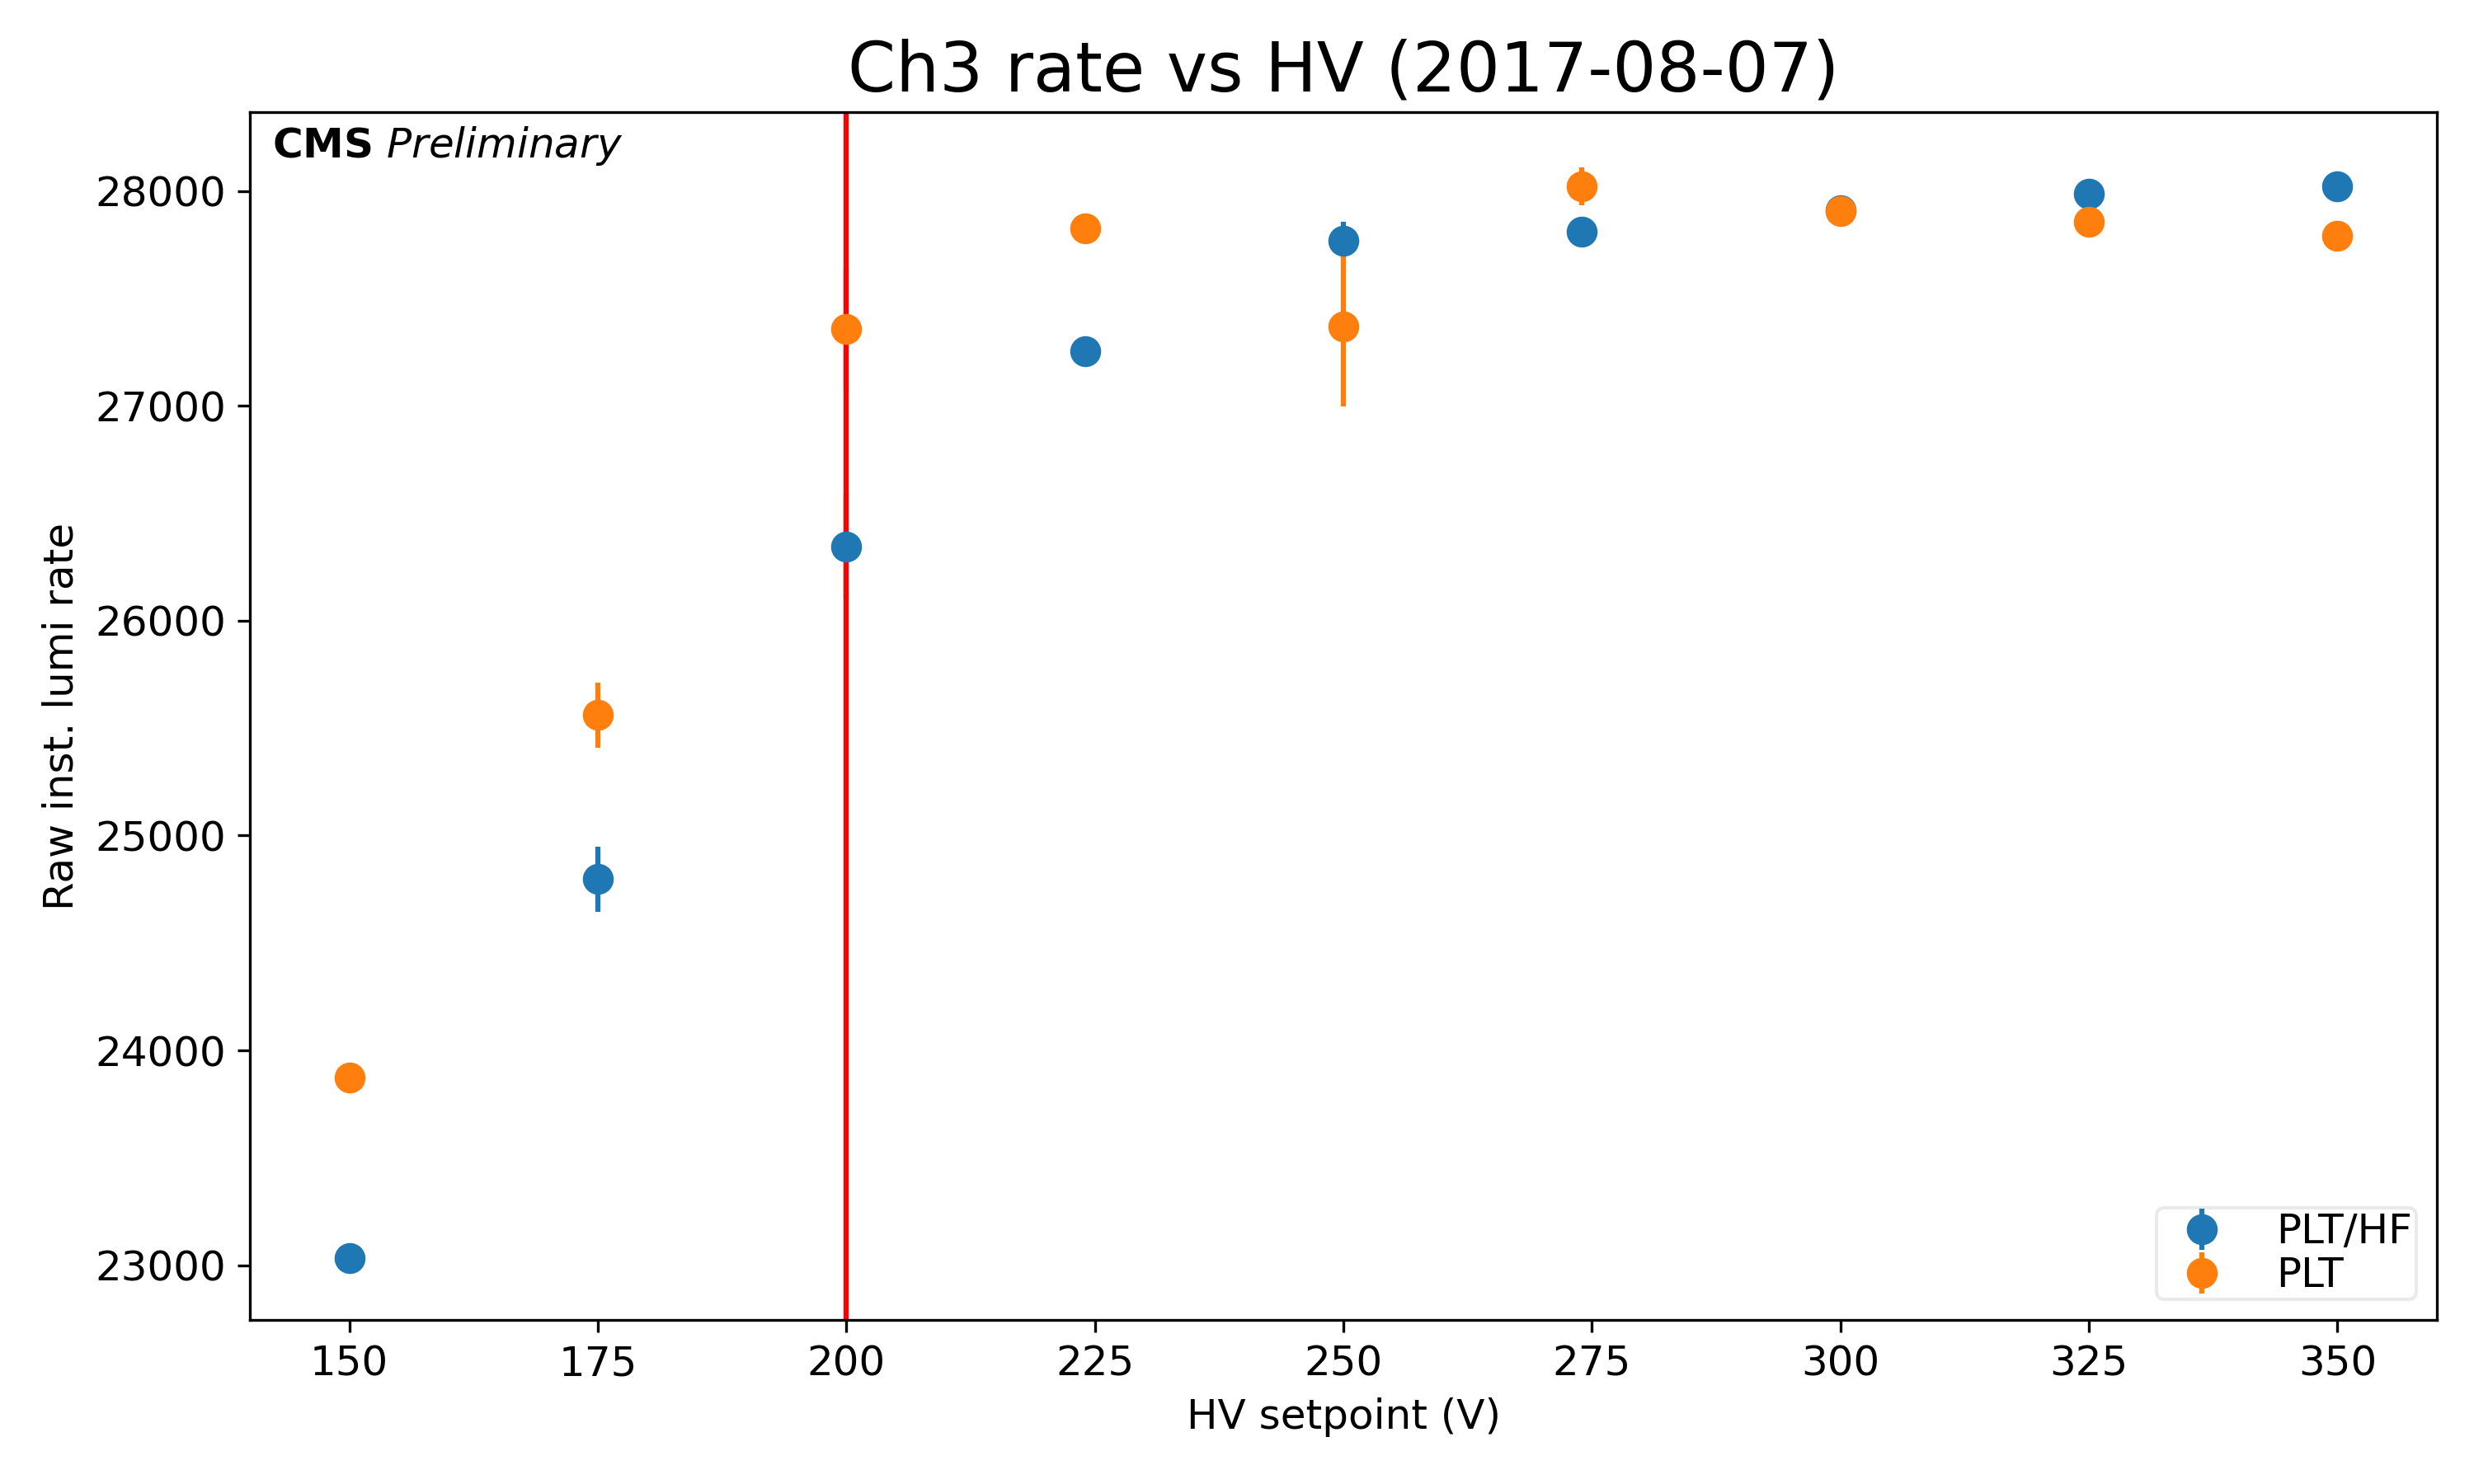 Ch3 rate vs HV (2017-08-07)
CMS Preliminary
28000
27000
26000
25000
24000
23000
Raw inst. lumi rate
PLT/HF
PLT
150 175 200 225 250 275 300 325 350
HV setpoint (V)